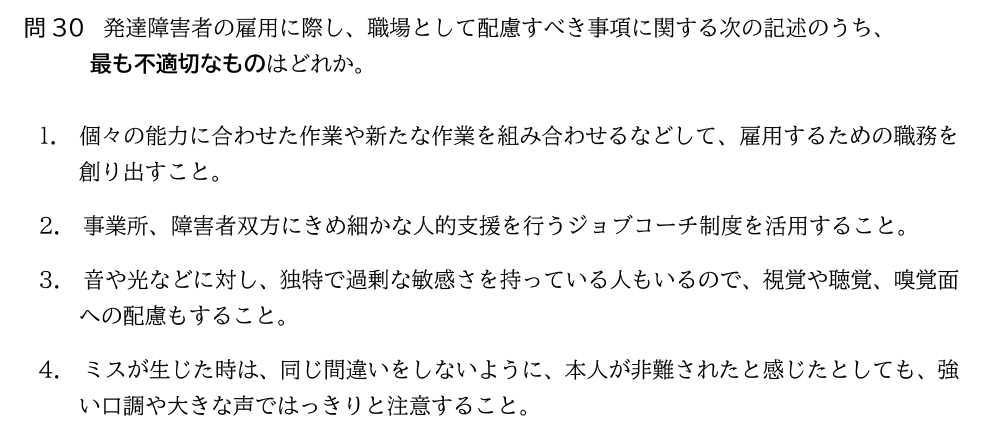 問 30 発達障害者の雇用に際し、職場として配慮すべき事項に関する次の記述のうち、
最も不適切なものはどれか。
1. 個々の能力に合わせた作業や新たな作業を組み合わせるなどして、雇用するための職務を
創り出すこと。
2. 事業所、障害者双方にきめ細かな人的支援を行うジョブコーチ制度を活用すること。
3. 音や光などに対し、独特で過剰な敏感さを持っている人もいるので、視覚や聴覚、嗅覚面
への配慮もすること。
4. ミスが生じた時は、同じ間違いをしないように、本人が非難されたと感じたとしても、強
い口調や大きな声ではっきりと注意すること。